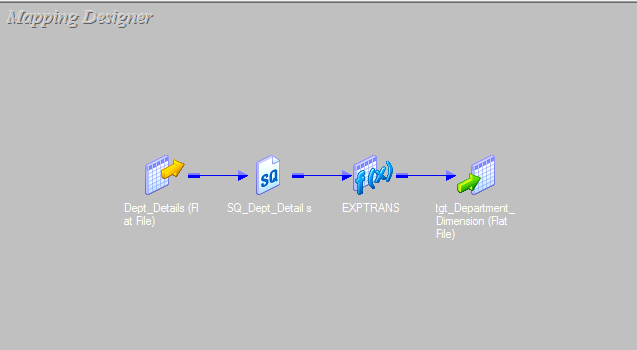 Mapping Designer
SQ
f(x)
Dept_Details (Fl
at File)
SQ_Dept_Detail s
EXPTRANS
tgt_Department_
Dimension (Flat
File)